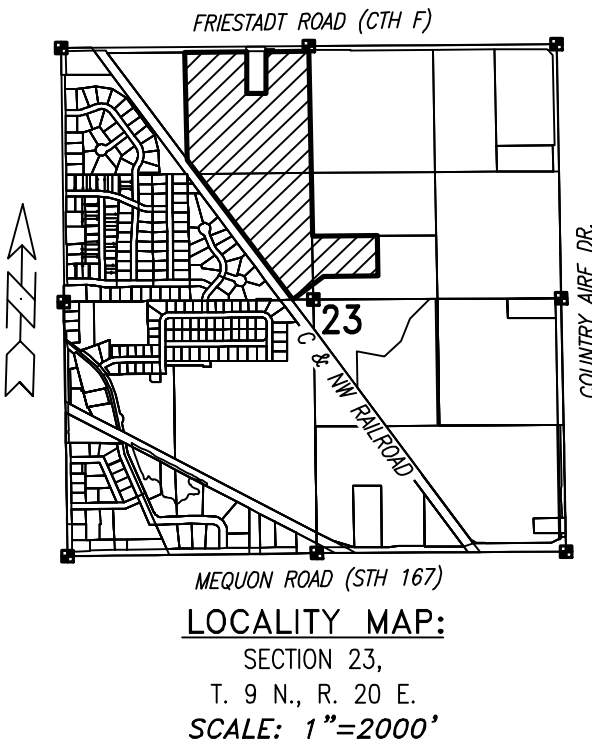 FRIESTADT ROAD (CTH F)
COUNTRY AIRE DR.
23
C & NW RAILROAD
N
MEQUON ROAD (STH 167)
LOCALITY MAP:
SECTION 23,
T. 9 N., R. 20 E.
SCALE: 1"=2000'